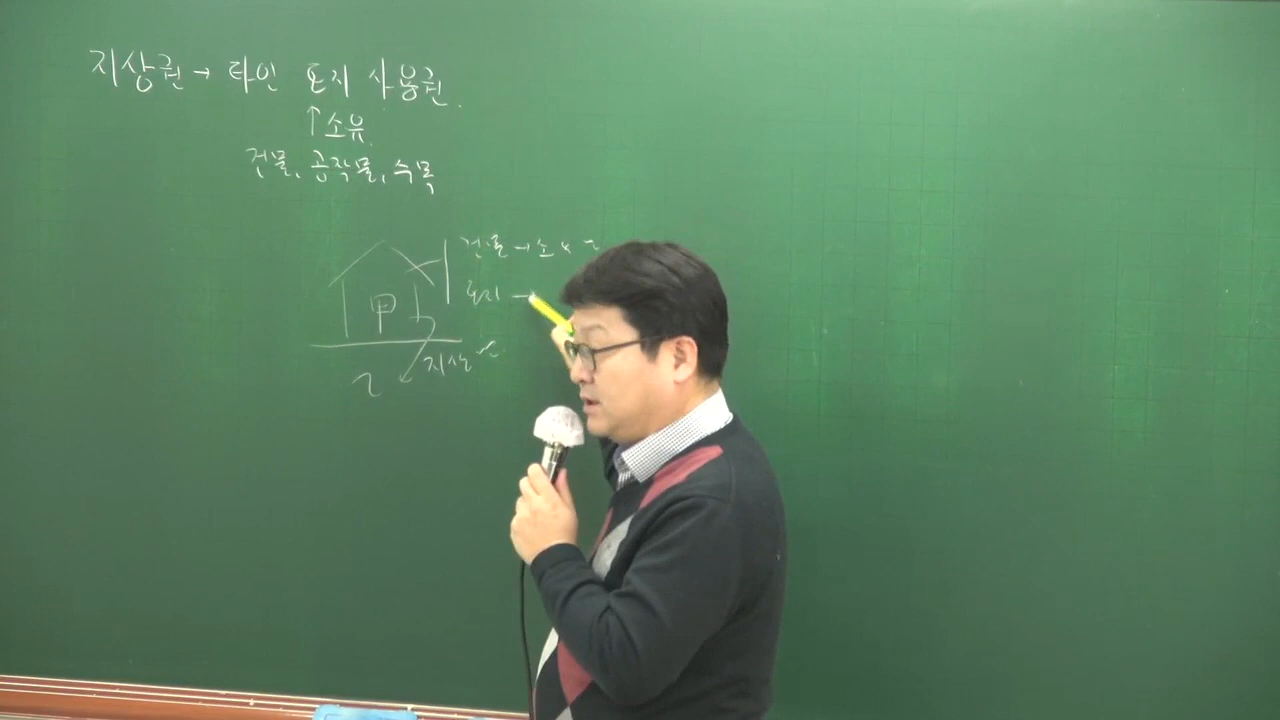 지상권 → 타인 토지 사용권.
↑소유.
건물, 공작물, 수목
건물 → 소
토지 →
甲
지상
乙